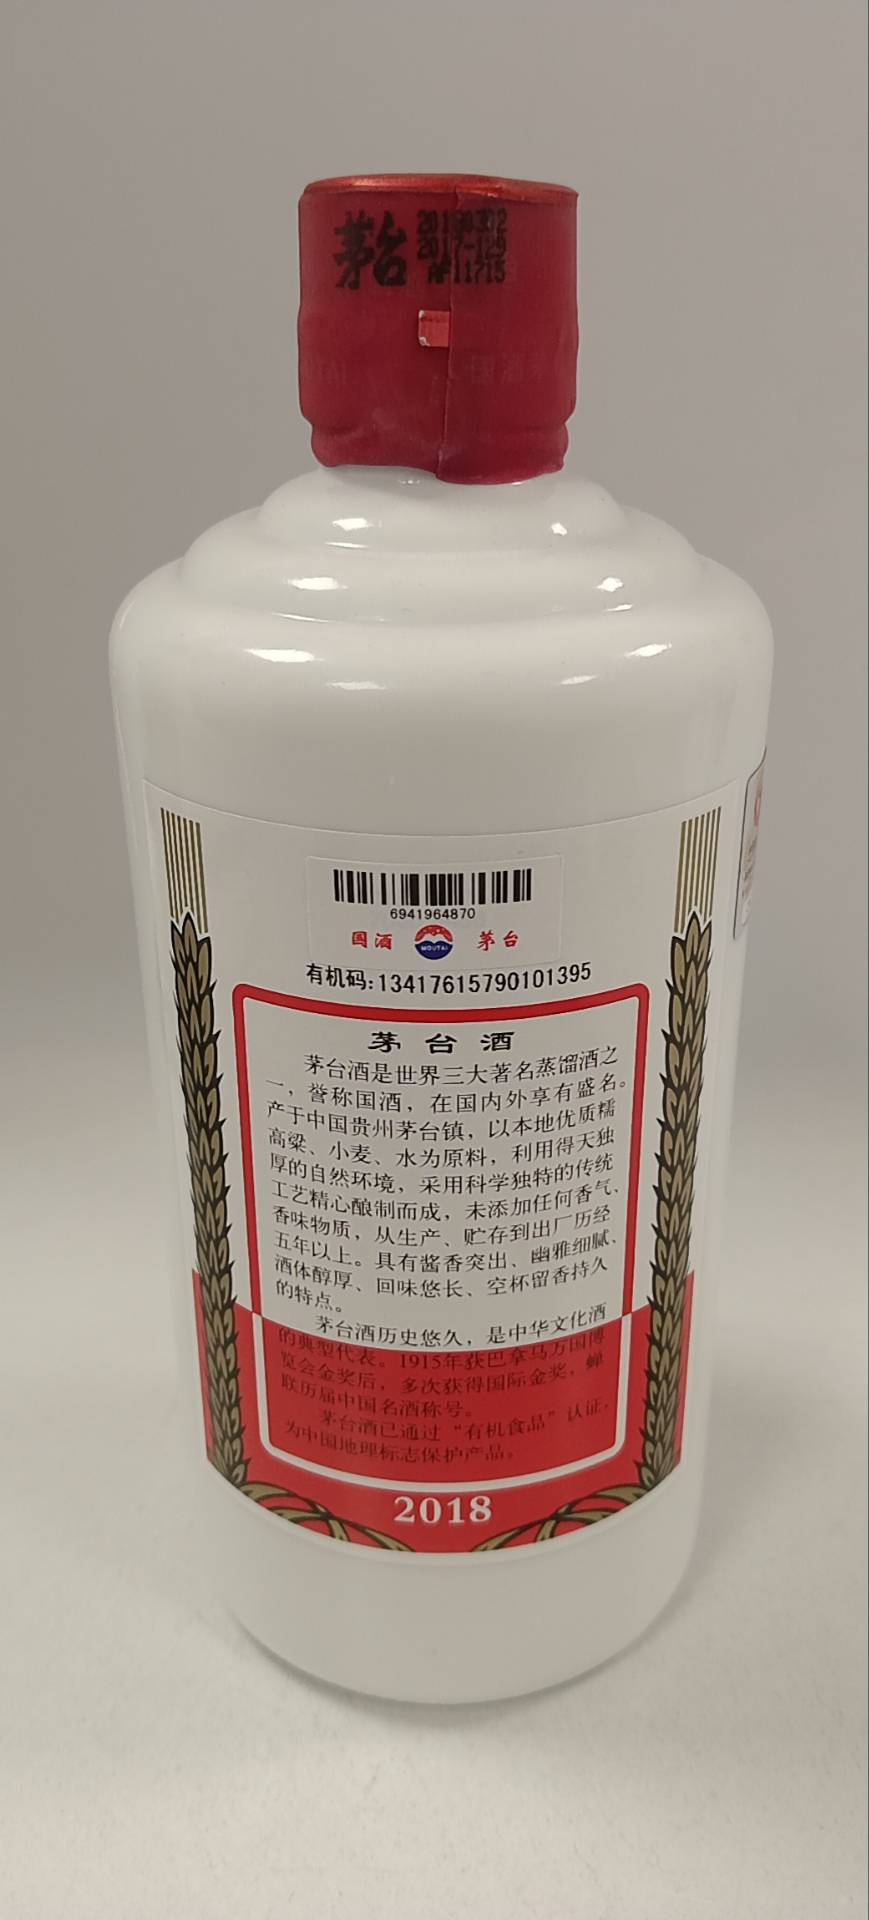 茅台
2017-129
6941964870
国酒 MOUTAI 茅台
有机码:13417615790101395
茅台酒
茅台酒是世界三大著名蒸馏酒之
一，誉称国酒，在国内外享有盛名。
产于中国贵州茅台镇，以本地优质糯
高粱、小麦、水为原料，利用得天独
厚的自然环境，采用科学独特的传统
工艺精心酿制而成，未添加任何香气、
香味物质，从生产、贮存到出厂历经
五年以上。具有酱香突出、幽雅细腻、
酒体醇厚、回味悠长、空杯留香持久
的特点。
茅台酒历史悠久，是中华文化酒
的典型代表。1915年获巴拿马万国博
览会金奖后，多次获得国际金奖，蝉
联历届中国名酒称号。
茅台酒已通过“有机食品”认证，
为中国地理标志保护产品。
2018